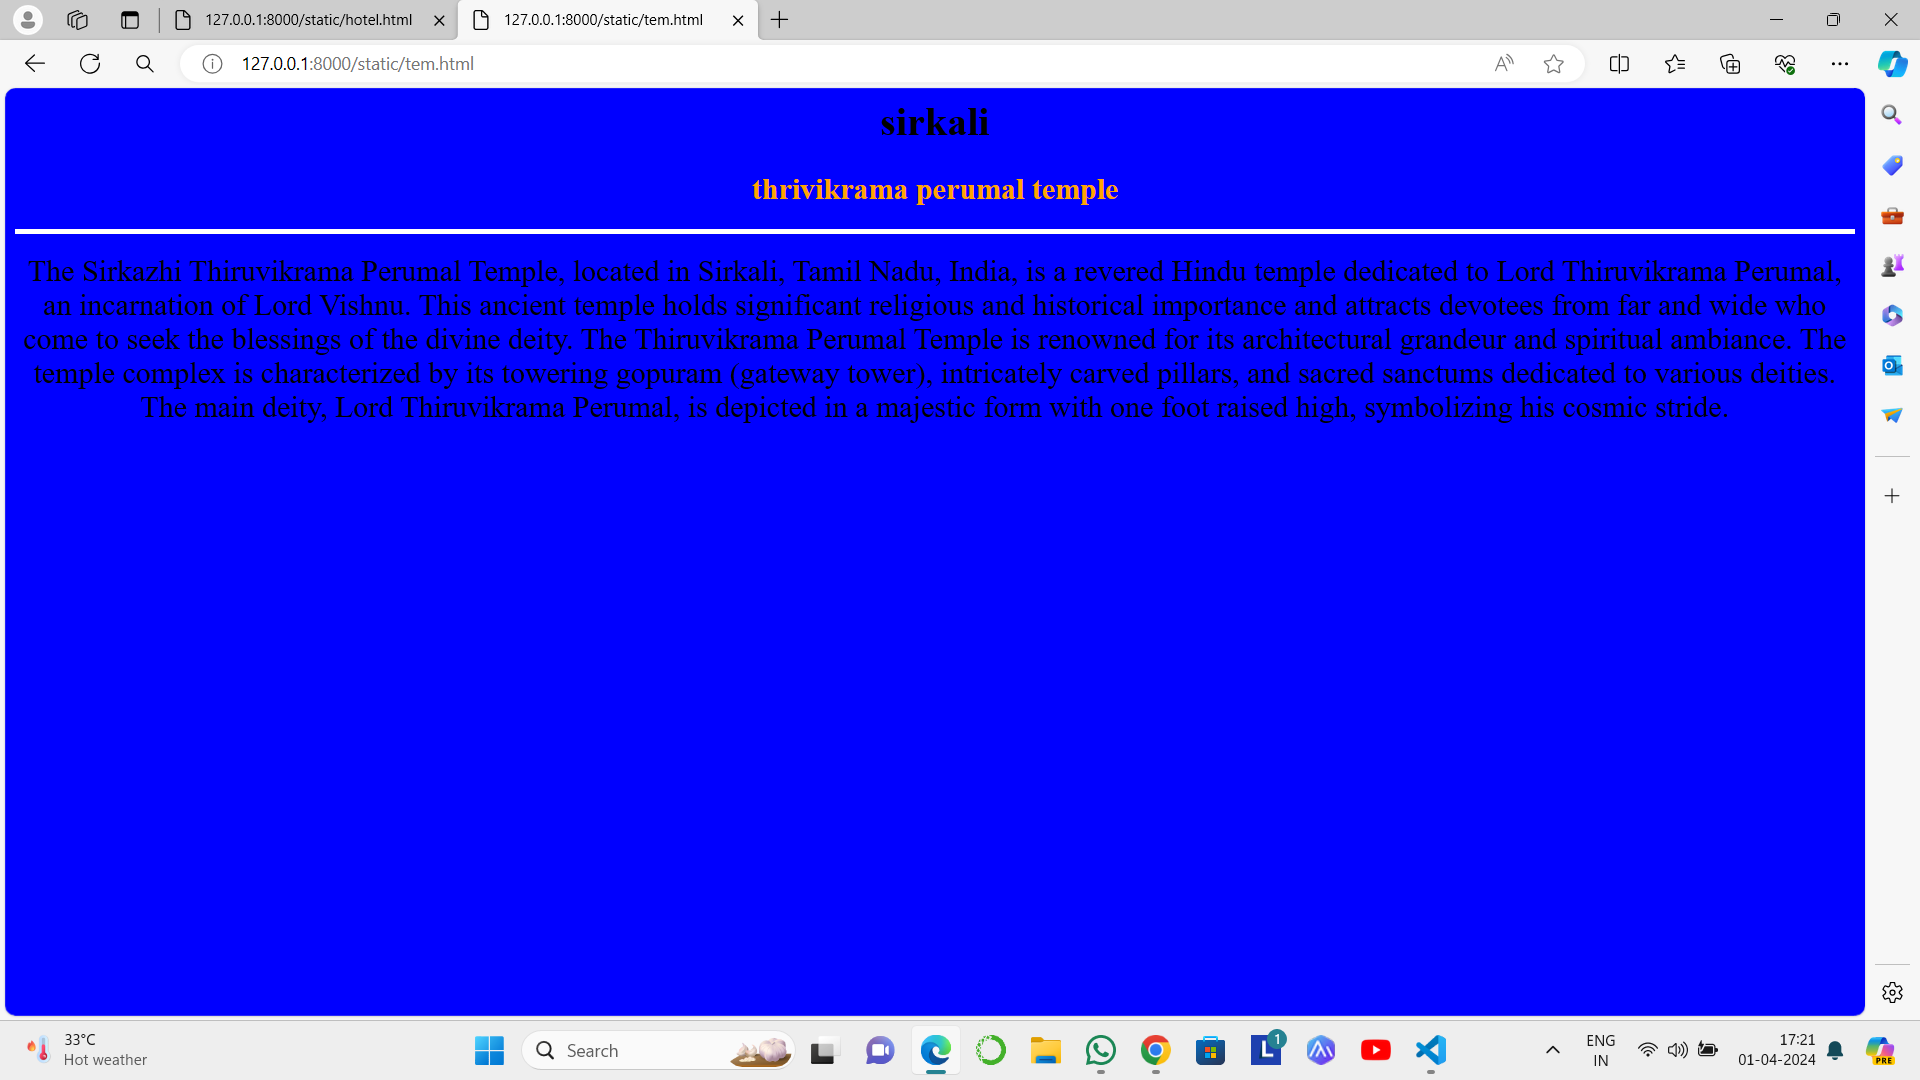 127.0.0.1:8000/static/hotel.html
127.0.0.1:8000/static/tem.html
127.0.0.1:8000/static/tem.html
sirkali
thrivikrama perumal temple
The Sirkazhi Thiruvikrama Perumal Temple, located in Sirkali, Tamil Nadu, India, is a revered Hindu temple dedicated to Lord Thiruvikrama Perumal,
an incarnation of Lord Vishnu. This ancient temple holds significant religious and historical importance and attracts devotees from far and wide who
come to seek the blessings of the divine deity. The Thiruvikrama Perumal Temple is renowned for its architectural grandeur and spiritual ambiance. The
temple complex is characterized by its towering gopuram (gateway tower), intricately carved pillars, and sacred sanctums dedicated to various deities.
The main deity, Lord Thiruvikrama Perumal, is depicted in a majestic form with one foot raised high, symbolizing his cosmic stride.
33°C
Hot weather
Search
L 1
ENG
IN
17:21
01-04-2024
PRE